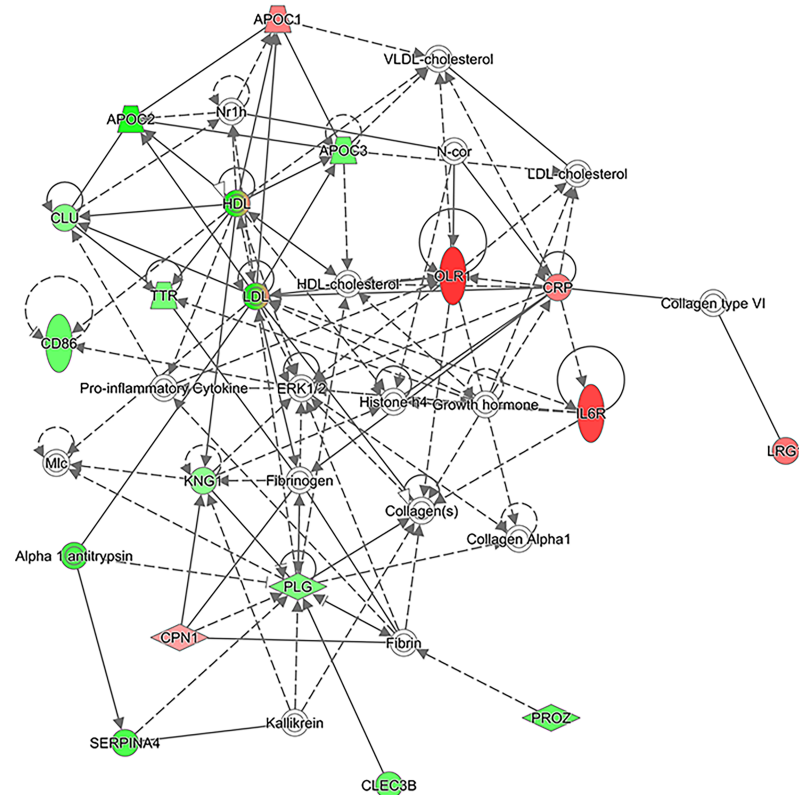 APOC1
VLDL-cholesterol
APOC2
Nr1h
APOC3
N-cor
LDL-cholesterol
CLU
HDL
TTR
LDL
HDL-cholesterol
OLR1
CRP
Collagen type VI
CD86
Pro-inflammatory Cytokine
ERK1/2
Histone h4
Growth hormone
IL6R
LRG
Mlc
KNG1
Fibrinogen
Collagen(s)
Collagen Alpha1
Alpha 1 antitrypsin
PLG
CPN1
Fibrin
PROZ
Kallikrein
SERPINA4
CLEC3B